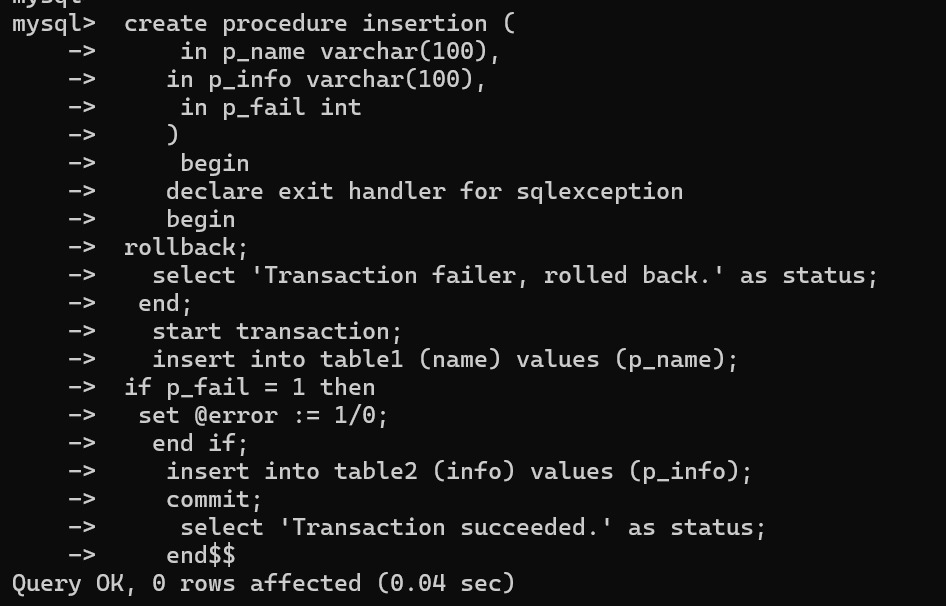 mysql>
mysql>  create procedure insertion (
    ->      in p_name varchar(100),
    ->     in p_info varchar(100),
    ->      in p_fail int
    ->     )
    ->      begin
    ->     declare exit handler for sqlexception
    ->     begin
    ->  rollback;
    ->    select 'Transaction failer, rolled back.' as status;
    ->   end;
    ->    start transaction;
    ->    insert into table1 (name) values (p_name);
    ->  if p_fail = 1 then
    ->   set @error := 1/0;
    ->    end if;
    ->     insert into table2 (info) values (p_info);
    ->     commit;
    ->      select 'Transaction succeeded.' as status;
    ->     end$$
Query OK, 0 rows affected (0.04 sec)